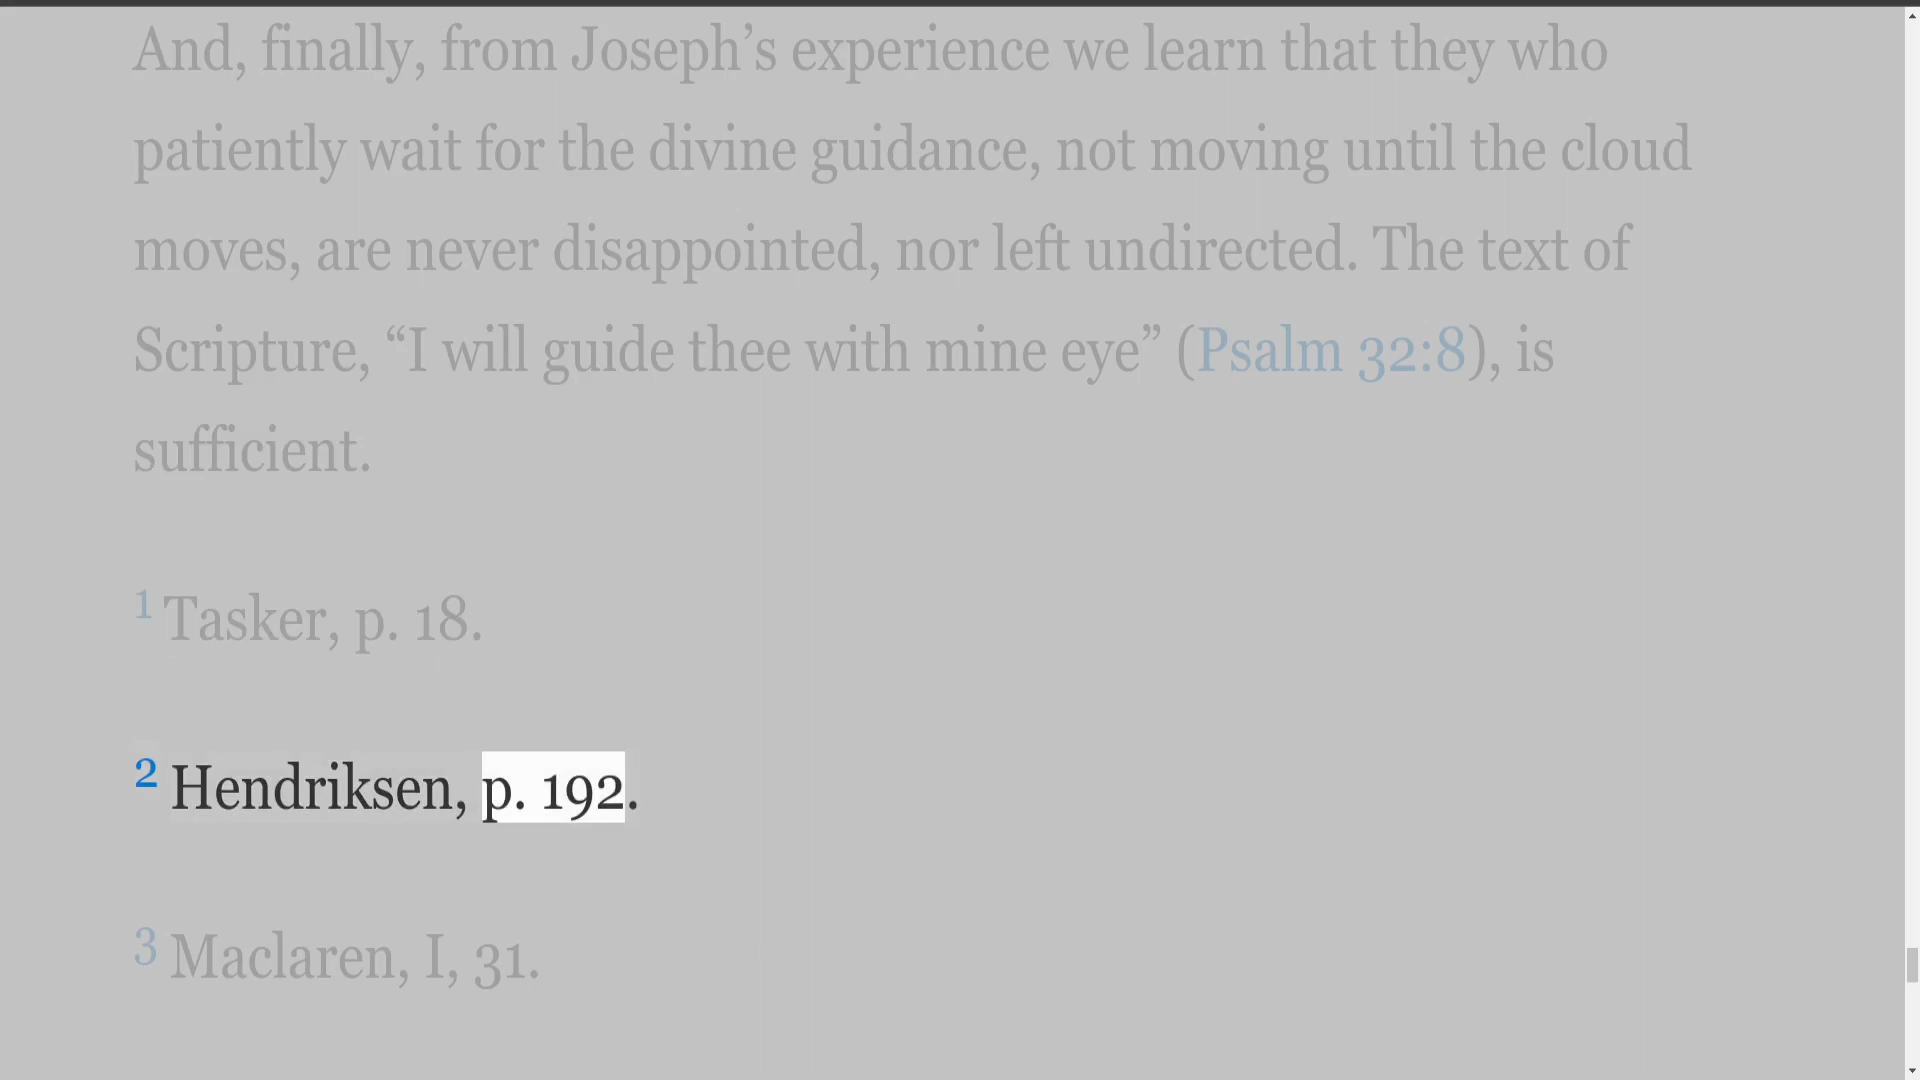 And, finally, from Joseph’s experience we learn that they who
patiently wait for the divine guidance, not moving until the cloud
moves, are never disappointed, nor left undirected. The text of
Scripture, “I will guide thee with mine eye” (Psalm 32:8), is
sufficient.
1 Tasker, p. 18.
2 Hendriksen, p. 192.
3 Maclaren, I, 31.